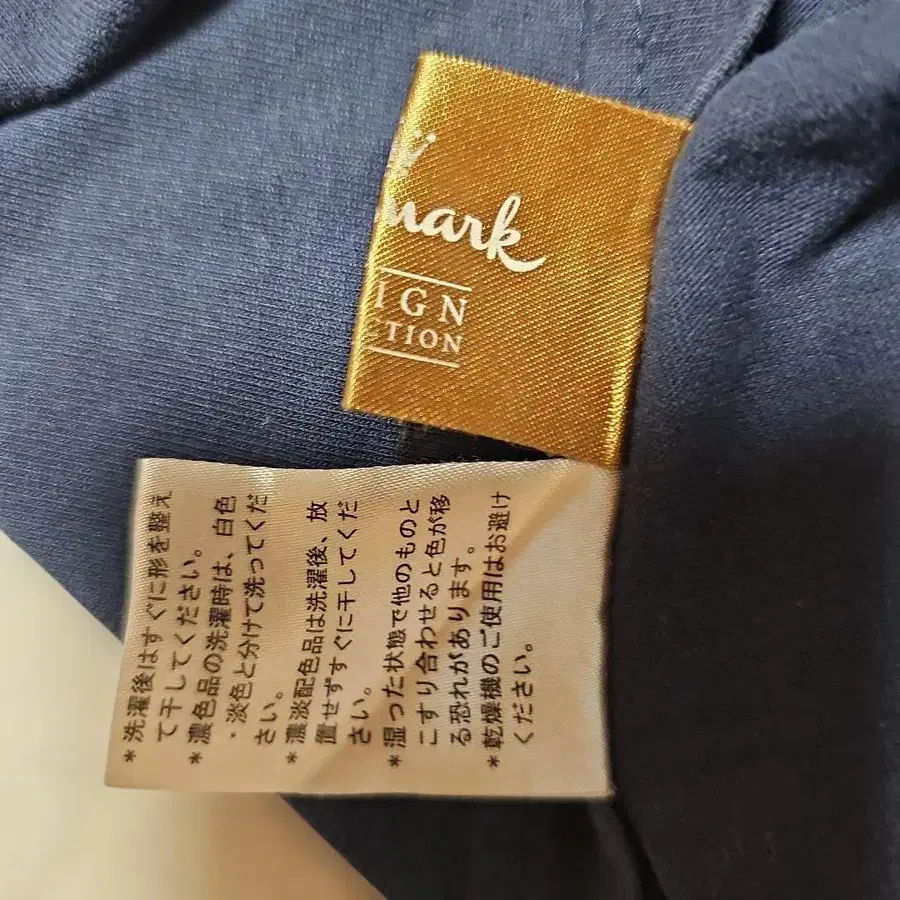 mark
IGN
CTION
*洗濯後はすぐに形を整え
て干してください。
*濃色品の洗濯時は、白色
・淡色と分けて洗ってくだ
さい。
*濃淡配色品は洗濯後、放
置せずすぐに干してくだ
さい。
*湿った状態で他のものと
こすり合わせると色が移
る恐れがあります。
*乾燥機のご使用はお避け
ください。